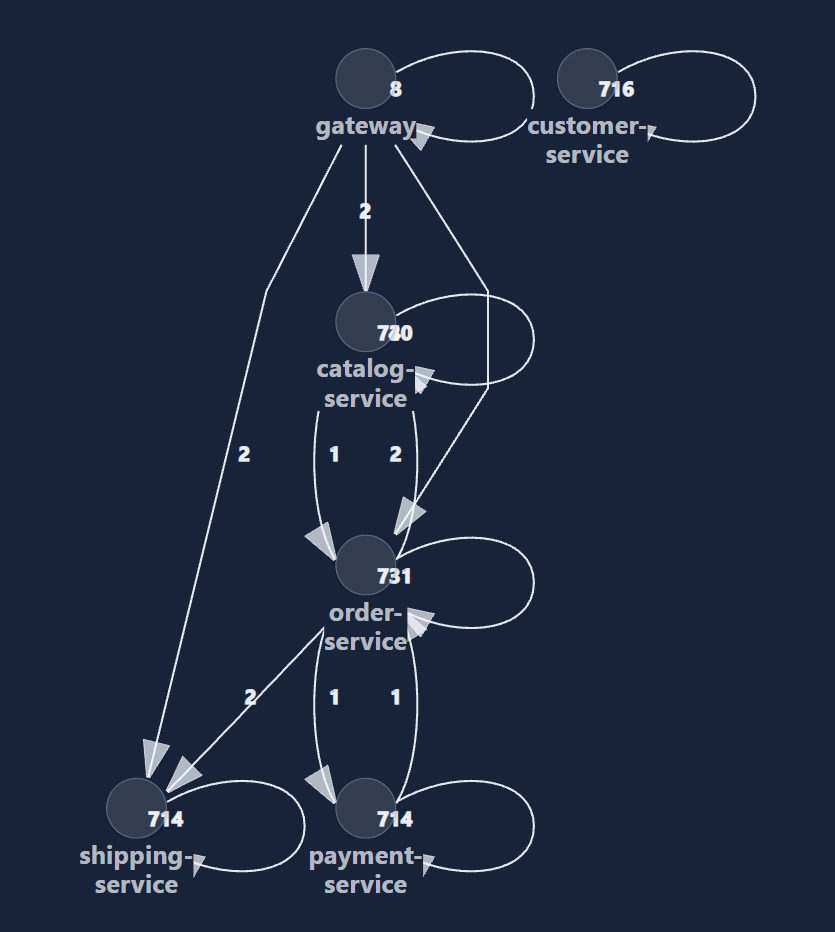 8
716
gateway
customer-
service
2
catalog-
service
2
1
2
731
order-
service
2
1
1
714
714
shipping-
service
payment-
service